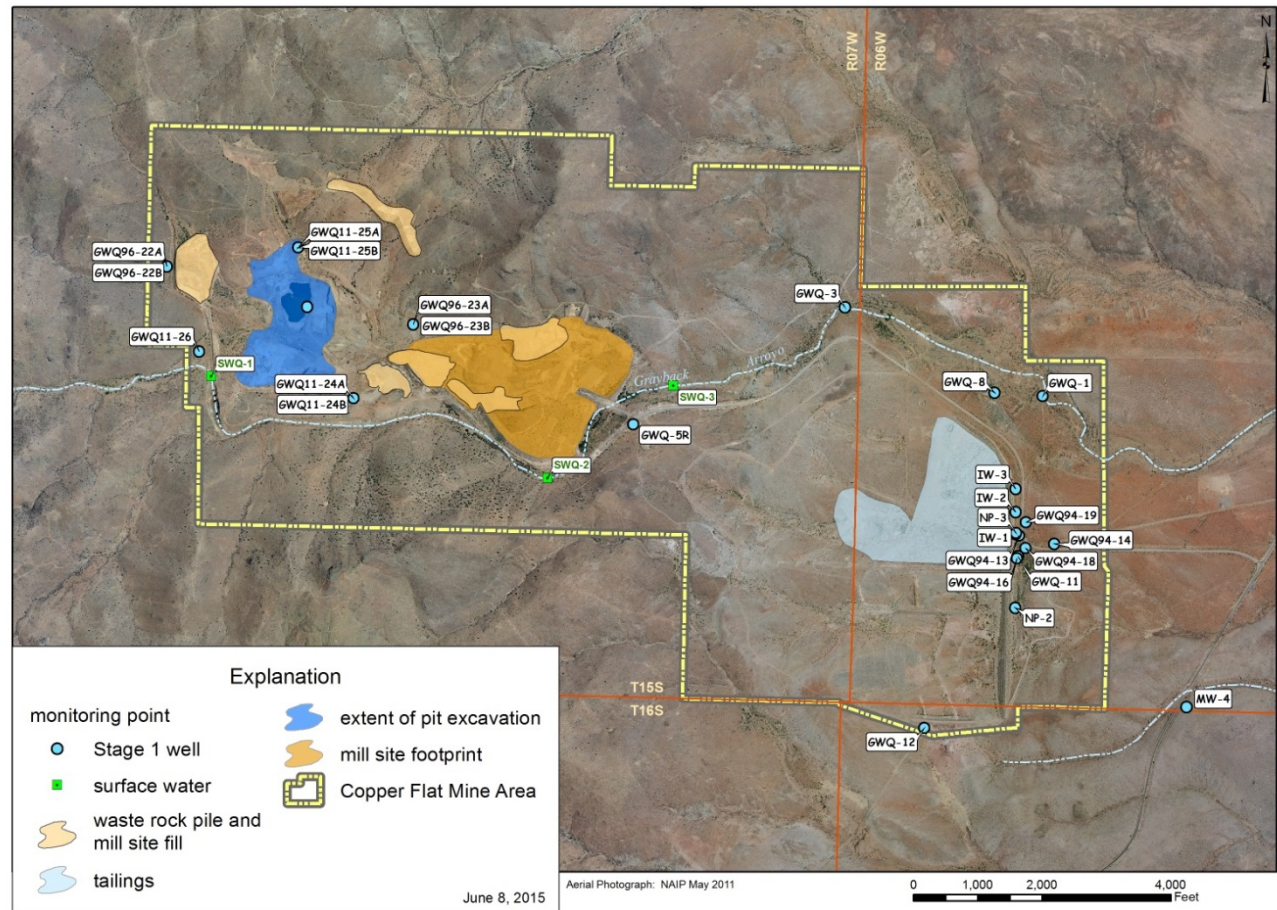 N
R07W
R06W
GWQ11-25A
GWQ11-25B
GWQ96-22A
GWQ96-22B
GWQ96-23A
GWQ96-23B
GWQ-3
GWQ11-26
SWQ-1
GWQ11-24A
GWQ11-24B
Grayback Arroyo
SWQ-3
GWQ-8
GWQ-1
GWQ-5R
SWQ-2
IW-3
IW-2
NP-3
GWQ94-19
IW-1
GWQ94-14
GWQ94-13
GWQ94-18
GWQ94-16
GWQ-11
NP-2
T15S
T16S
MW-4
GWQ-12
Explanation
monitoring point
Stage 1 well
surface water
waste rock pile and
mill site fill
tailings
extent of pit excavation
mill site footprint
Copper Flat Mine Area
June 8, 2015
Aerial Photograph: NAIP May 2011
0 1,000 2,000 4,000
Feet